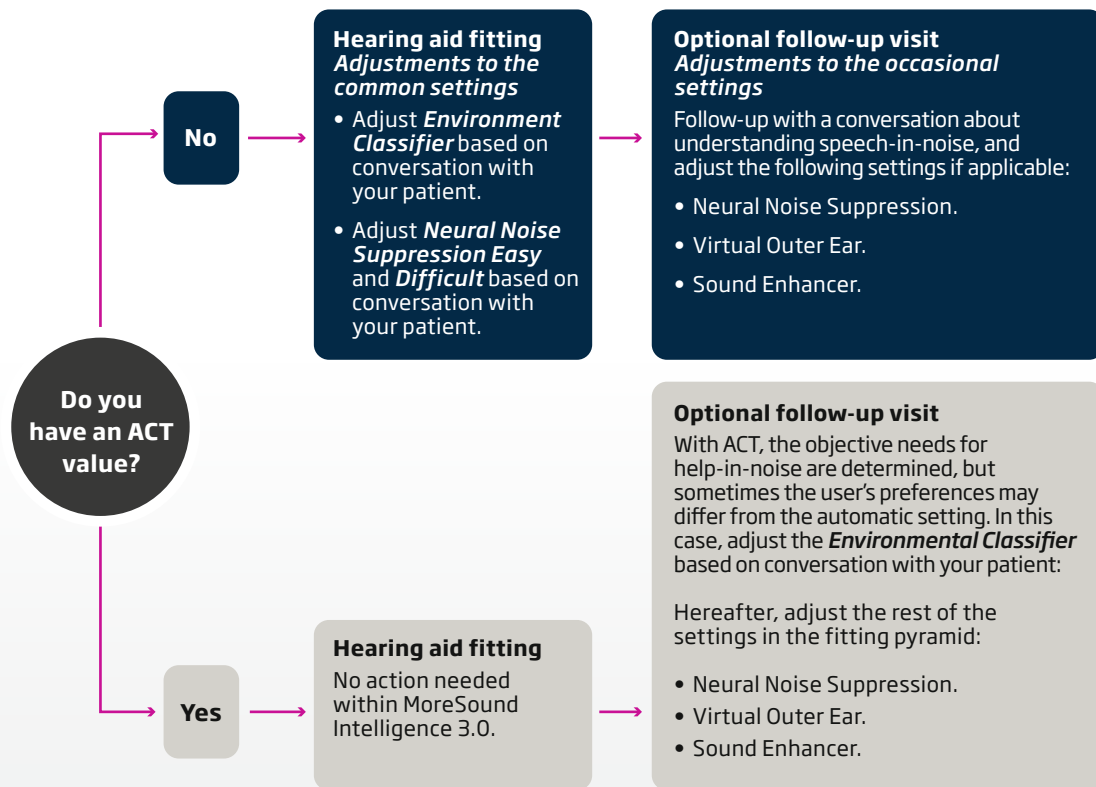 Do you
have an ACT
value?
No
Hearing aid fitting
Adjustments to the
common settings
• Adjust Environment
Classifier based on
conversation with
your patient.
• Adjust Neural Noise
Suppression Easy
and Difficult based on
conversation with
your patient.
Optional follow-up visit
Adjustments to the occasional
settings
Follow-up with a conversation about
understanding speech-in-noise, and
adjust the following settings if applicable:
• Neural Noise Suppression.
• Virtual Outer Ear.
• Sound Enhancer.
Yes
Hearing aid fitting
No action needed
within MoreSound
Intelligence 3.0.
Optional follow-up visit
With ACT, the objective needs for
help-in-noise are determined, but
sometimes the user's preferences may
differ from the automatic setting. In this
case, adjust the Environmental Classifier
based on conversation with your patient:
Hereafter, adjust the rest of the
settings in the fitting pyramid:
• Neural Noise Suppression.
• Virtual Outer Ear.
• Sound Enhancer.